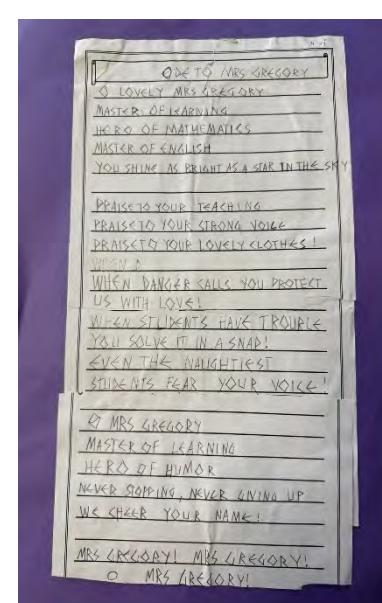 ODE TO MRS GREGORY
O LOVELY MRS GREGORY
MASTER OF LEARNING
HERO OF MATHEMATICS
MASTER OF ENGLISH
YOU SHINE AS BRIGHT AS A STAR IN THE SKY
PRAISE TO YOUR TEACHING
PRAISE TO YOUR STRONG VOICE
PRAISE TO YOUR LOVELY CLOTHES!
WHEN D
WHEN DANGER CALLS YOU PROTECT
US WITH LOVE!
WHEN STUDENTS HAVE TROUBLE
YOU SOLVE IT IN A SNAP!
EVEN THE NAUGHTIEST
STUDENTS FEAR YOUR VOICE!
O MRS GREGORY
MASTER OF LEARNING
HERO OF HUMOR
NEVER STOPPING, NEVER GIVING UP
WE CHEER YOUR NAME!
MRS GREGORY! MRS GREGORY!
O MRS GREGORY!